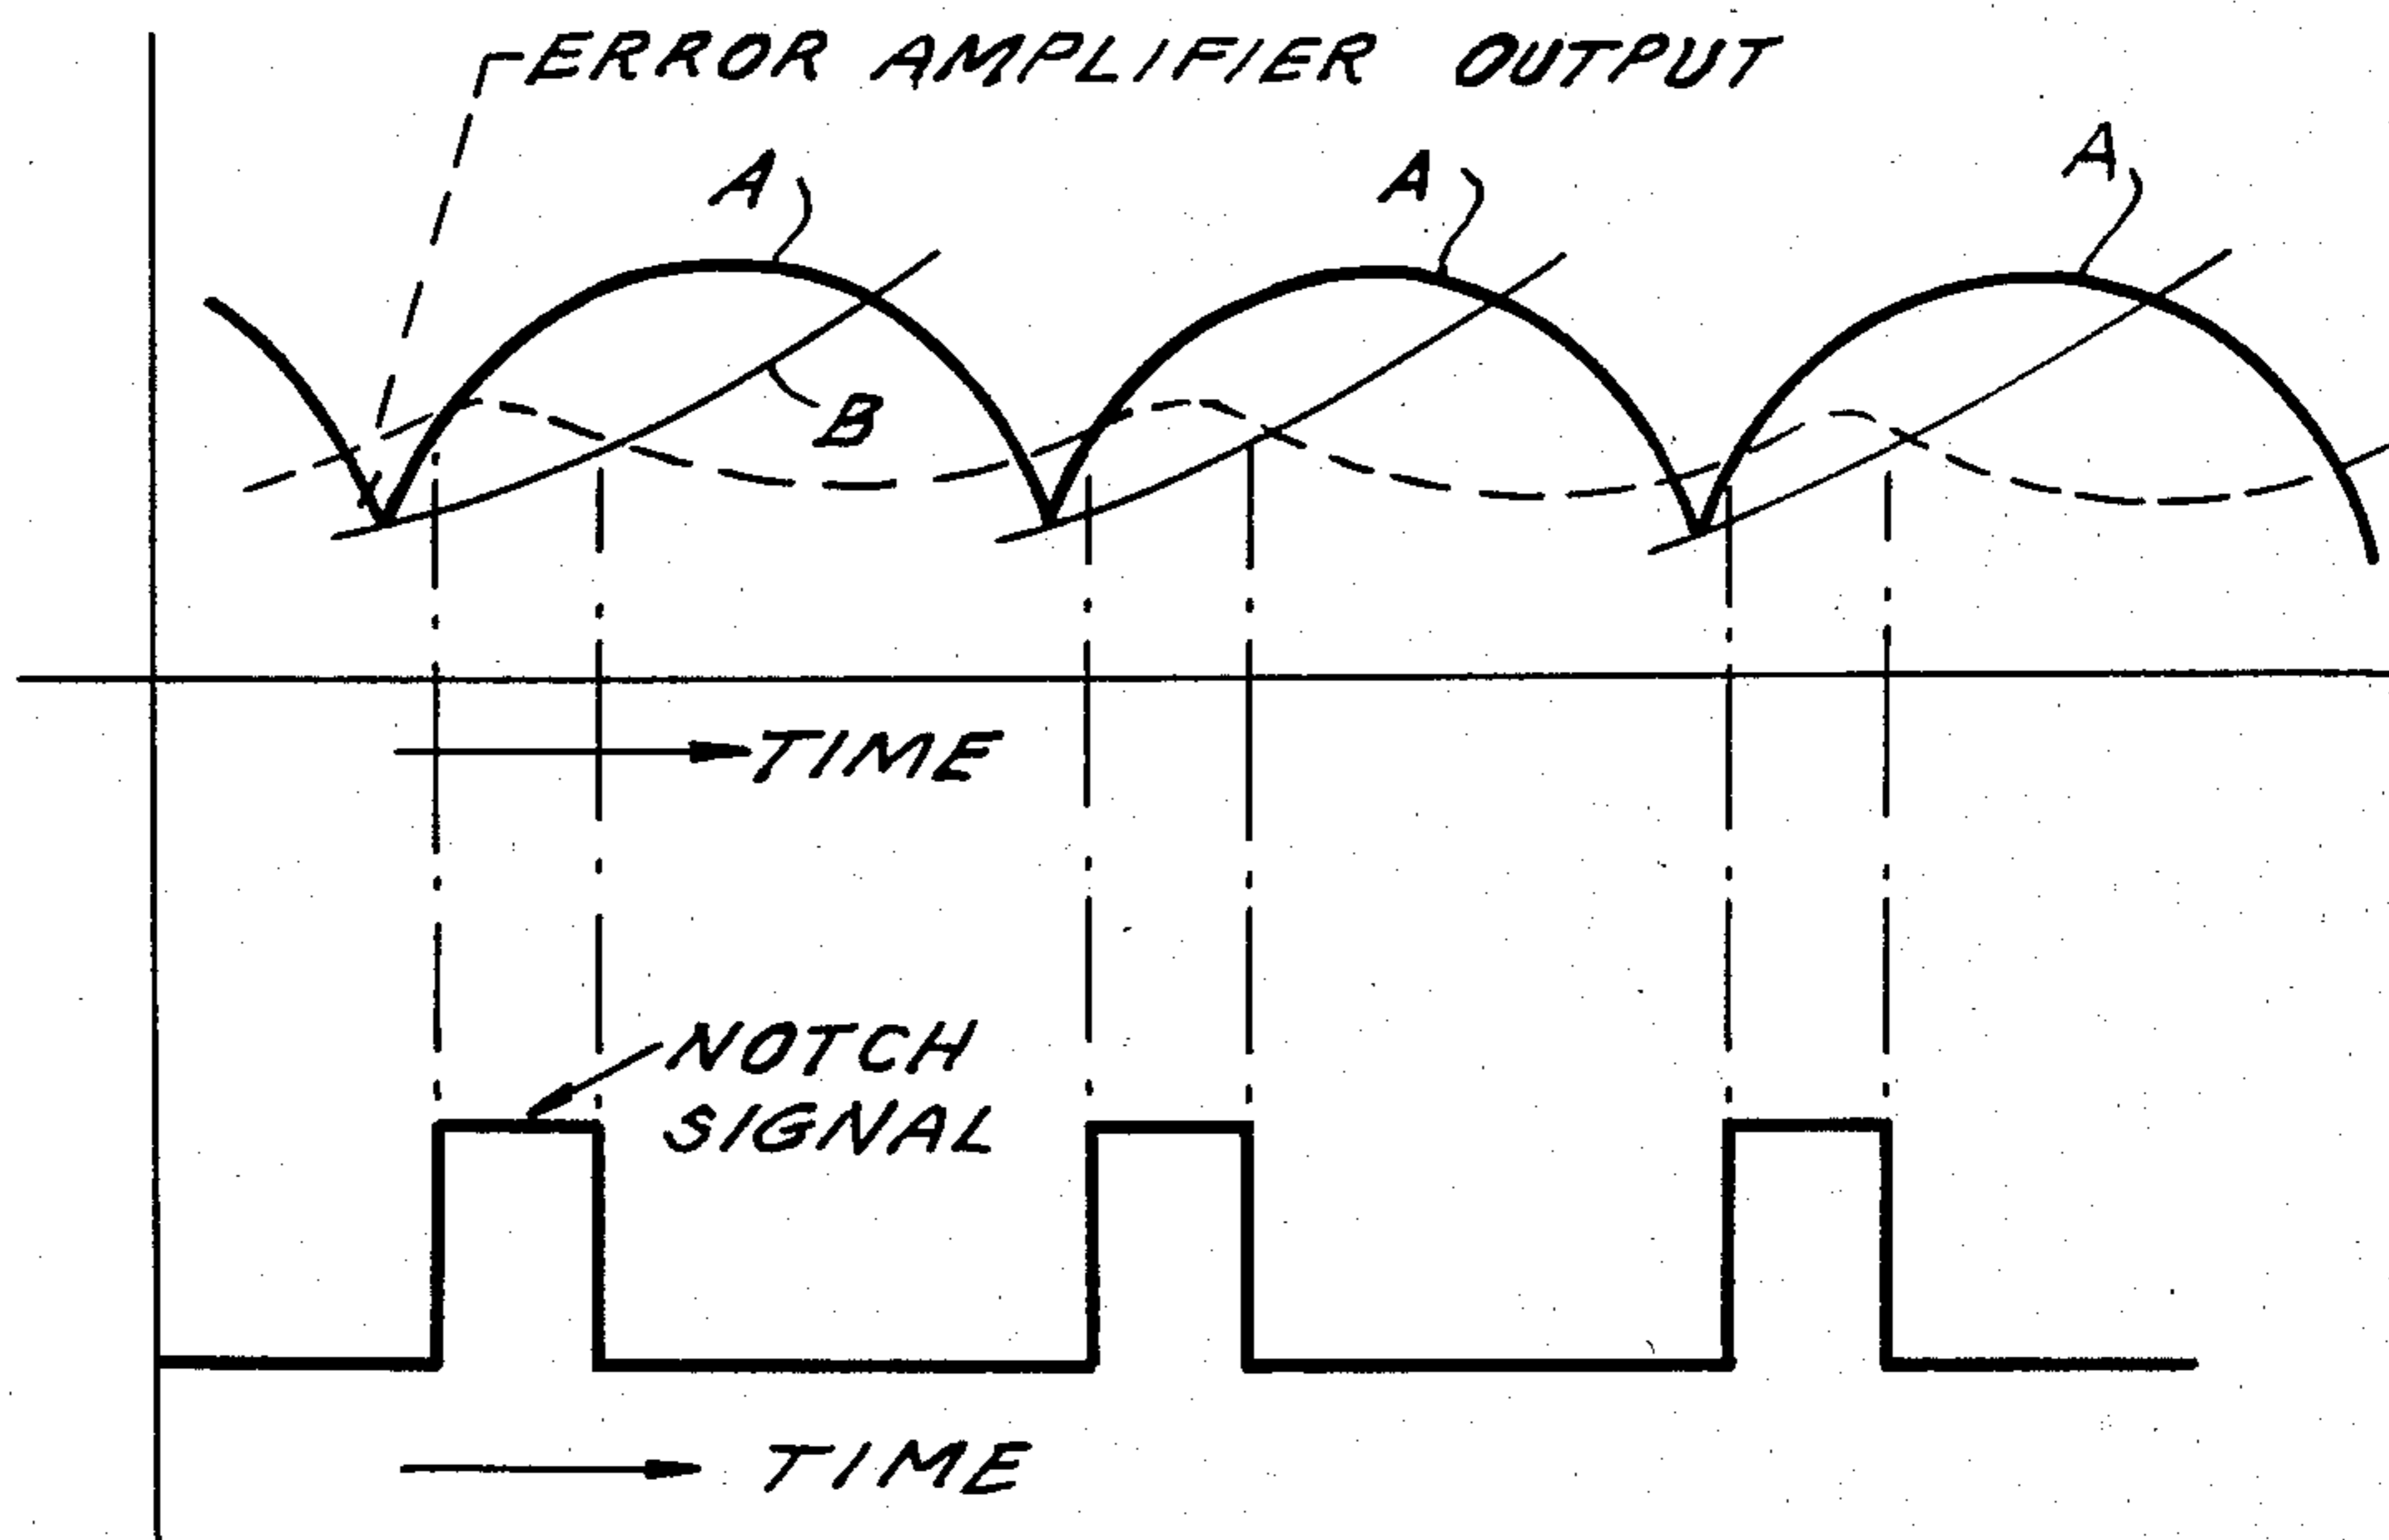 ERROR AMPLIFIER OUTPUT
A
A
A
B
TIME
NOTCH
SIGNAL
TIME